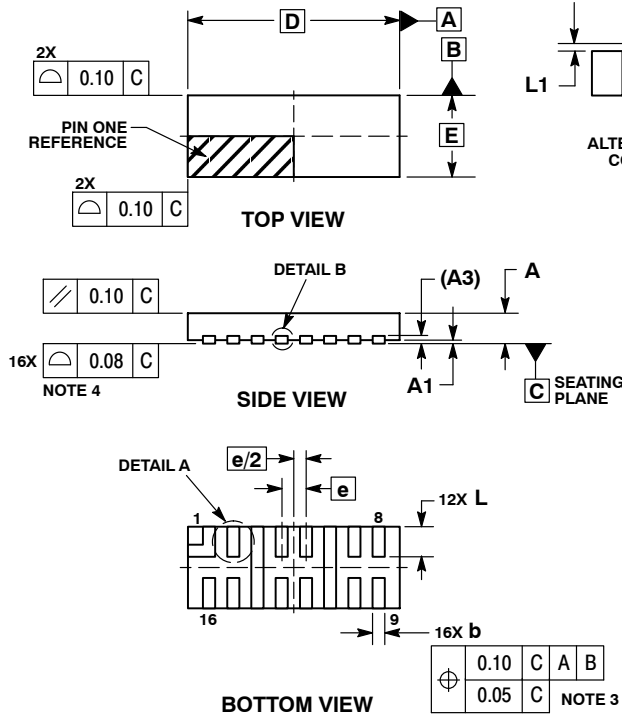 D
A
2X
0.10 C
B
L1
PIN ONE
REFERENCE
E
ALTE
CO
2X
0.10 C
TOP VIEW
DETAIL B
(A3)
A
0.10 C
16X
0.08 C
NOTE 4
A1
SIDE VIEW
C
SEATING
PLANE
e/2
DETAIL A
e
1
8
12X L
16
9
16X b
0.10 C A B
0.05 C
NOTE 3
BOTTOM VIEW